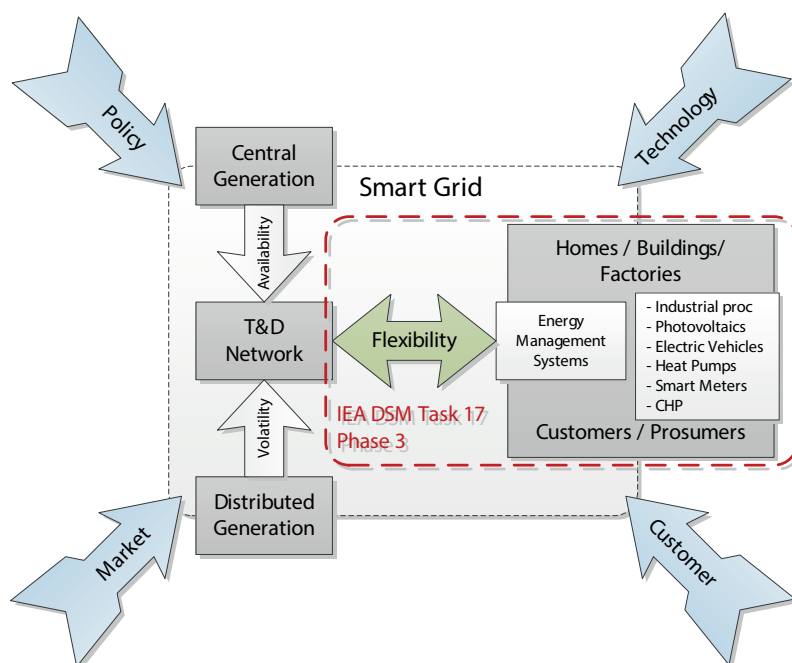 Policy
Technology
Central
Generation
Smart Grid
Availability
Homes / Buildings/
Factories
T&D
Network
Flexibility
Energy
Management
Systems
- Industrial proc
- Photovoltaics
- Electric Vehicles
- Heat Pumps
- Smart Meters
- CHP
Volatility
IEA DSM Task 17
Phase 3
Customers / Prosumers
Distributed
Generation
Market
Customer